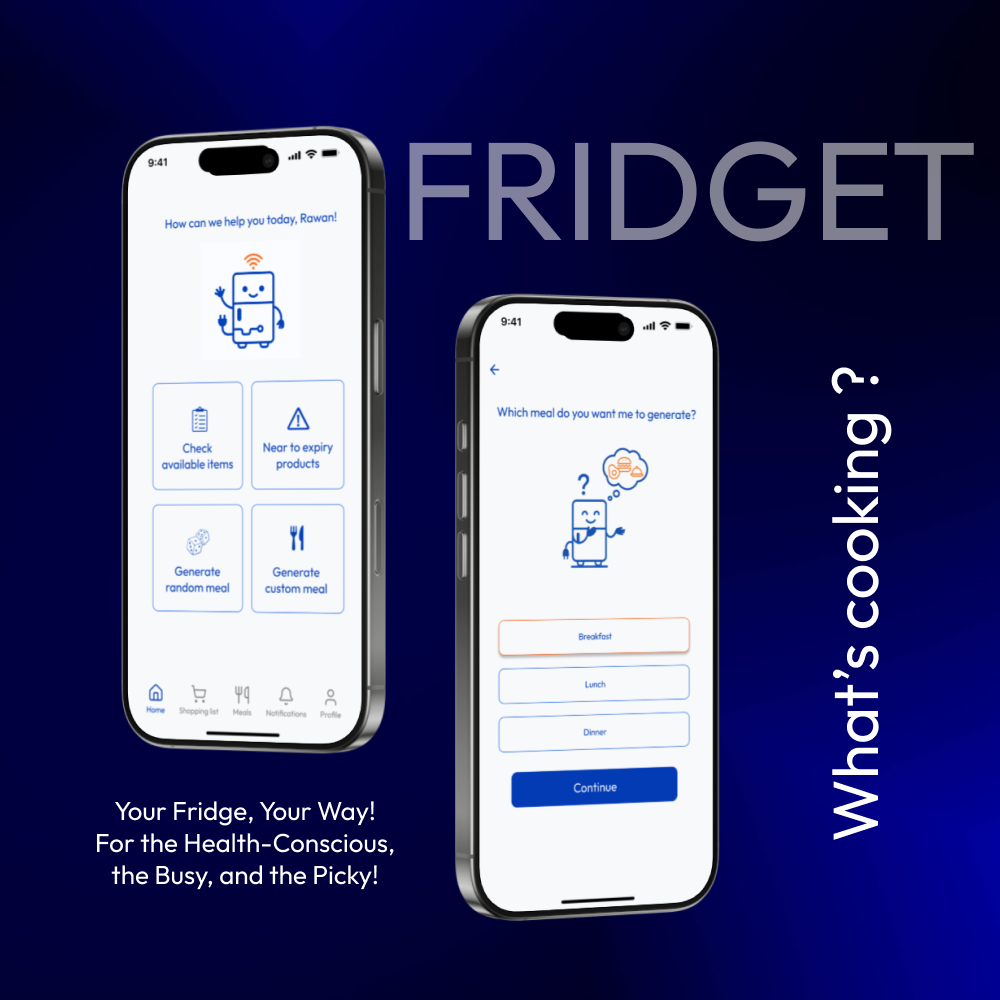 FRIDGET
9:41
How can we help you today, Rawan!
Check
available items
Near to expiry
products
Generate
random meal
Generate
custom meal
Home
Shopping list
Meals
Notifications
Profile
9:41
Which meal do you want me to generate?
?
Breakfast
Lunch
Dinner
Continue
What's cooking ?
Your Fridge, Your Way!
For the Health-Conscious,
the Busy, and the Picky!